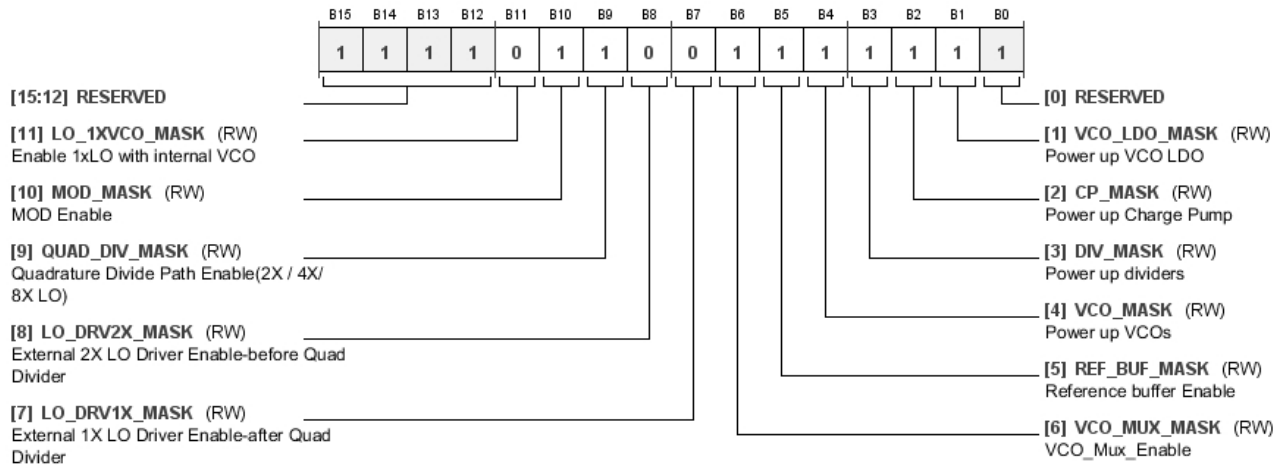 B15 B14 B13 B12 B11 B10 B9 B8 B7 B6 B5 B4 B3 B2 B1 B0
1 1 1 1 0 1 1 0 0 1 1 1 1 1 1 1
[15:12] RESERVED
[11] LO_1XVCO_MASK (RW)
Enable 1xLO with internal VCO
[10] MOD_MASK (RW)
MOD Enable
[9] QUAD_DIV_MASK (RW)
Quadrature Divide Path Enable(2X / 4X/
8X LO)
[8] LO_DRV2X_MASK (RW)
External 2X LO Driver Enable-before Quad
Divider
[7] LO_DRV1X_MASK (RW)
External 1X LO Driver Enable-after Quad
Divider
[0] RESERVED
[1] VCO_LDO_MASK (RW)
Power up VCO LDO
[2] CP_MASK (RW)
Power up Charge Pump
[3] DIV_MASK (RW)
Power up dividers
[4] VCO_MASK (RW)
Power up VCOs
[5] REF_BUF_MASK (RW)
Reference buffer Enable
[6] VCO_MUX_MASK (RW)
VCO_Mux_Enable